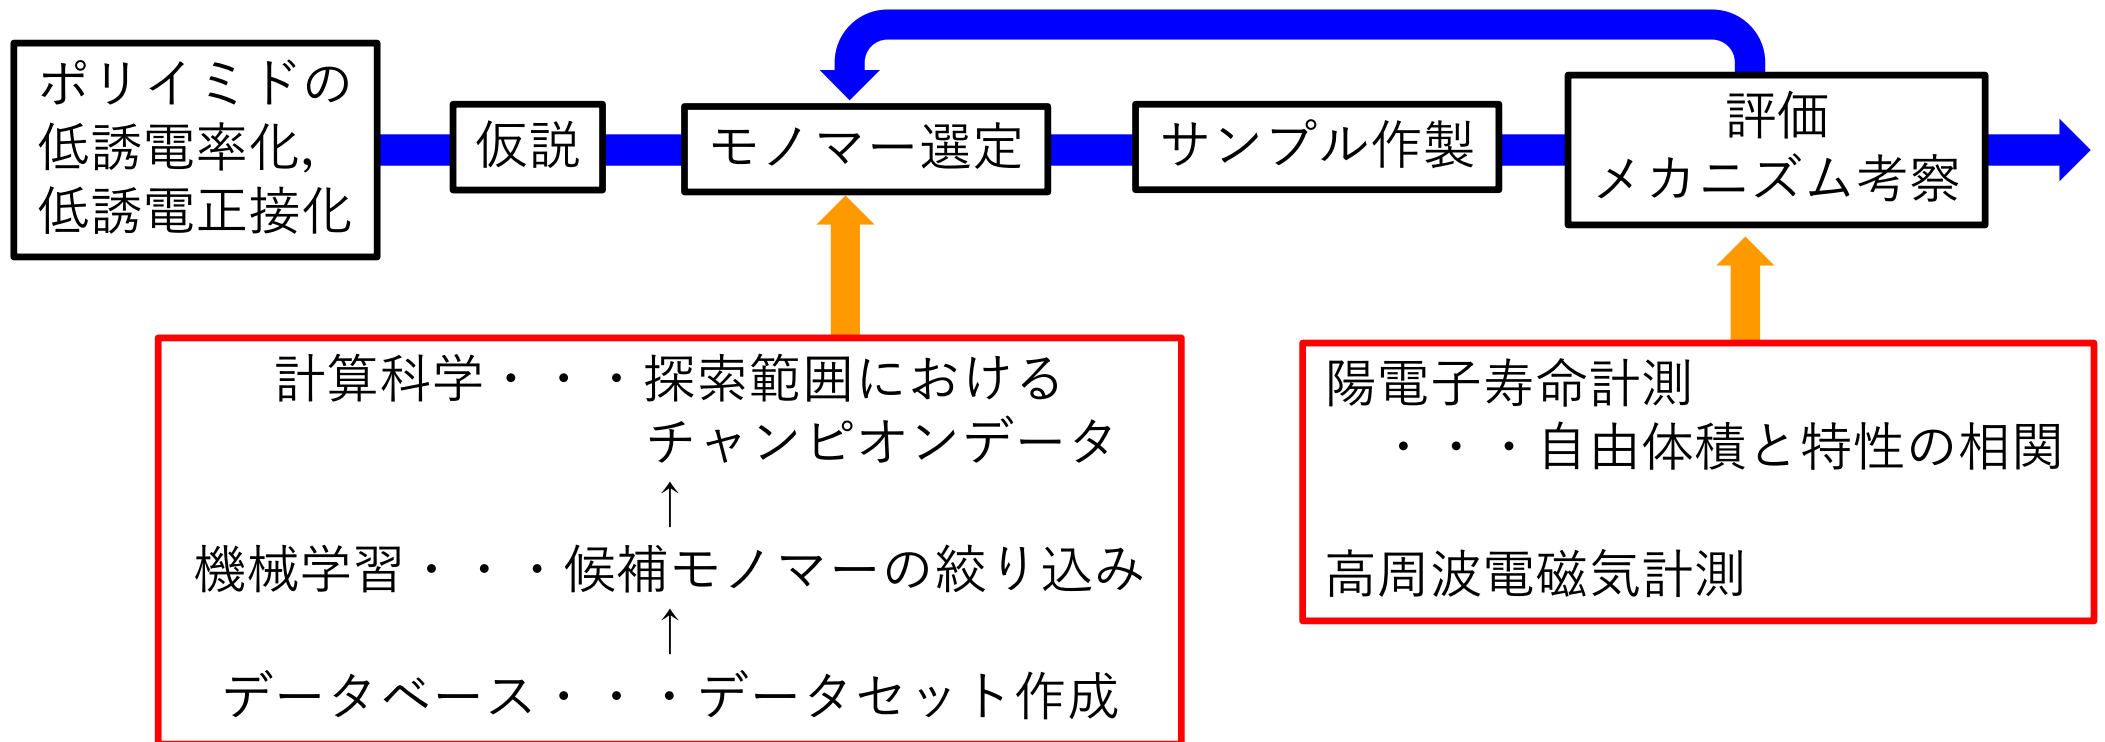 ポリイミドの
低誘電率化,
低誘電正接化
仮説
モノマー選定
サンプル作製
評価
メカニズム考察
計算科学・・・探索範囲における
チャンピオンデータ
↑
機械学習・・・候補モノマーの絞り込み
↑
データベース・・・データセット作成
陽電子寿命計測
・・・自由体積と特性の相関
高周波電磁気計測